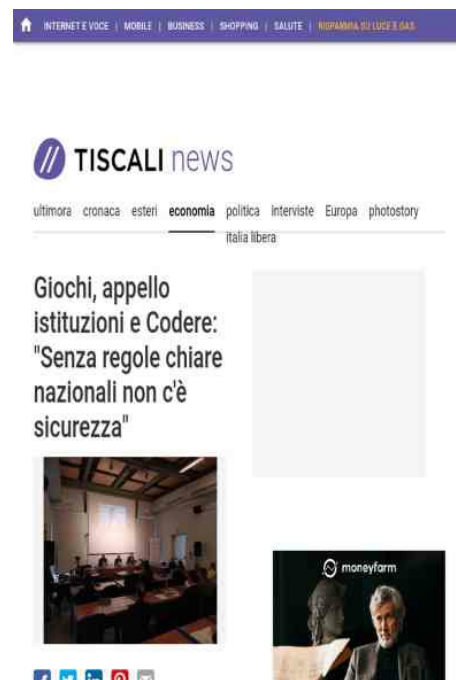 INTERNET E VOCE | MOBILE | BUSINESS | SHOPPING | SALUTE | RISPARMIA SU LUCE E GAS
// TISCALI news
ultimora cronaca esteri economia politica interviste Europa photostory
italia libera
Giochi, appello
istituzioni e Codere:
"Senza regole chiare
nazionali non c'è
sicurezza"
moneyfarm